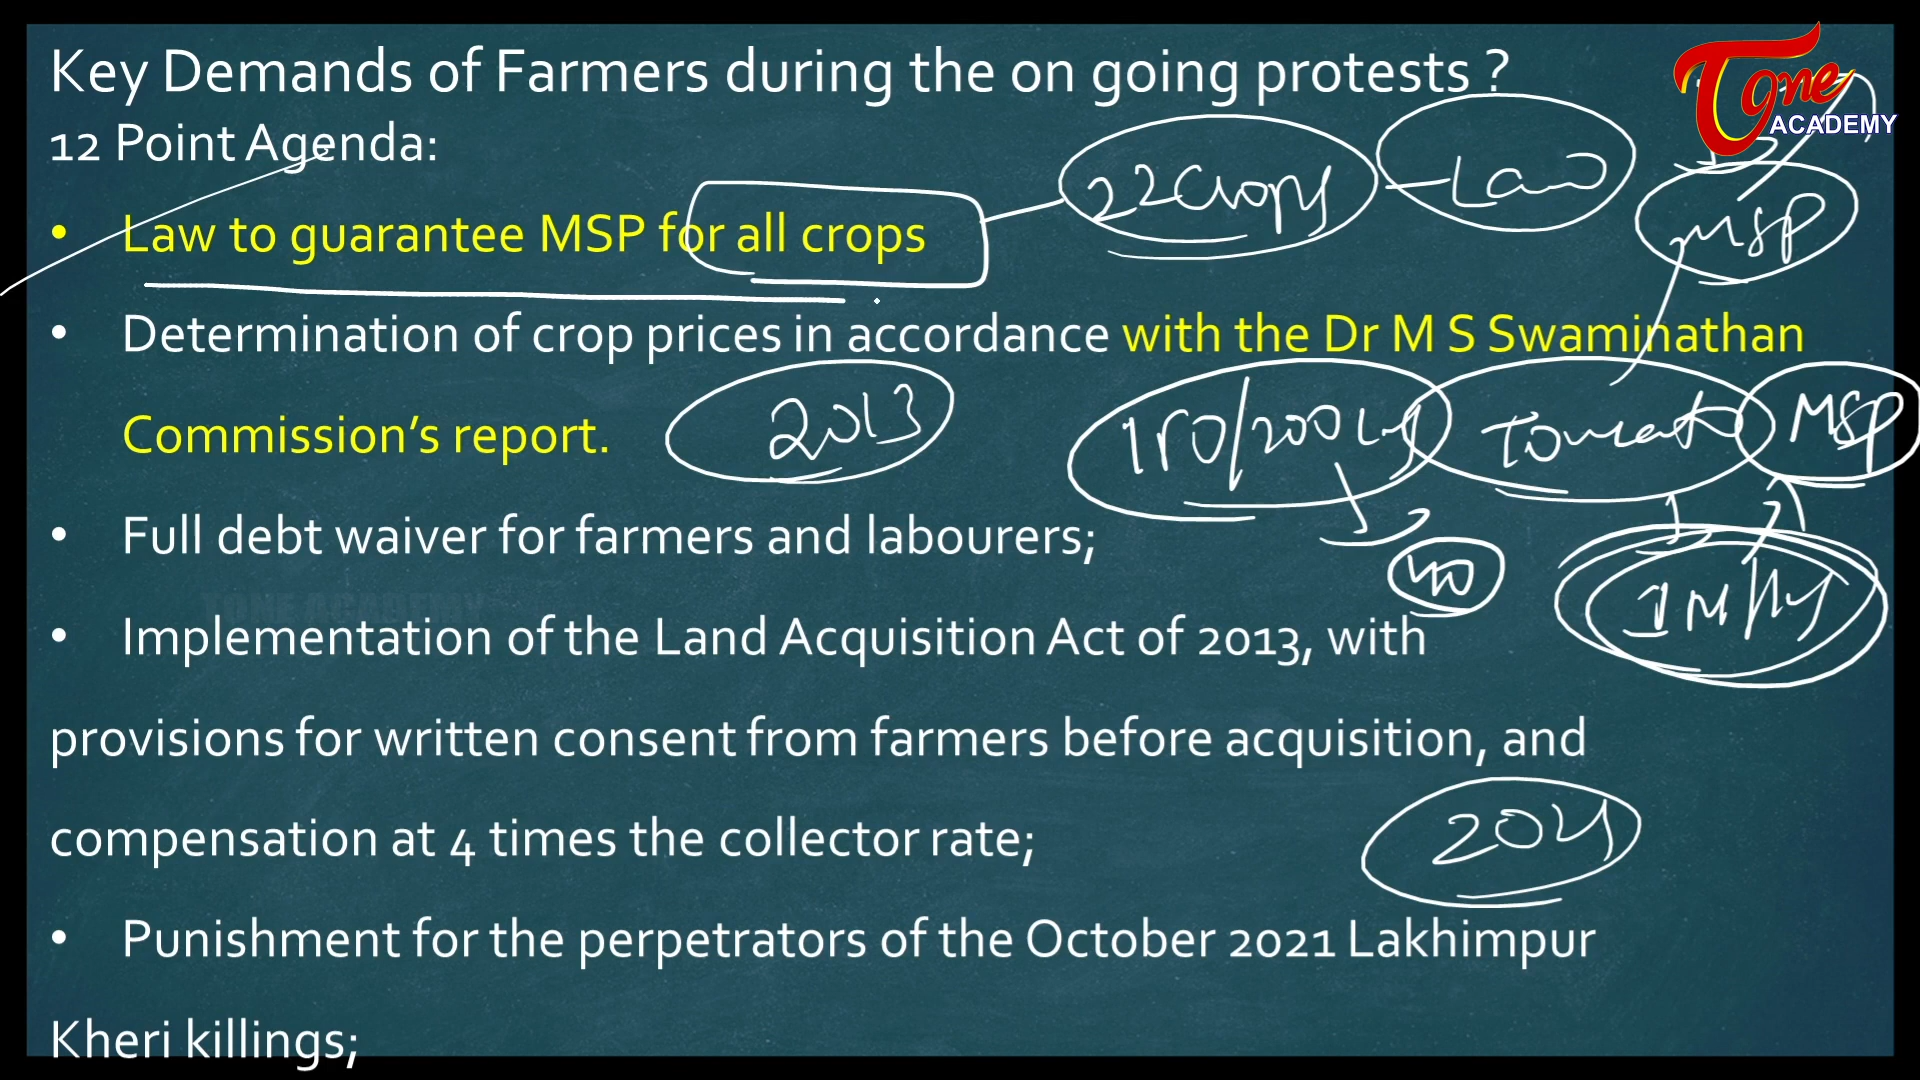 Key Demands of Farmers during the on going protests ?
Tone
ACADEMY
12 Point Agenda:
22 Crops
Law
MSP
• Law to guarantee MSP for all crops
• Determination of crop prices in accordance with the Dr M S Swaminathan
Commission's report.
2013
Tomato
MSP
• Full debt waiver for farmers and labourers;
40
TONE ACADEMY
• Implementation of the Land Acquisition Act of 2013, with
provisions for written consent from farmers before acquisition, and
compensation at 4 times the collector rate;
• Punishment for the perpetrators of the October 2021 Lakhimpur
Kheri killings;